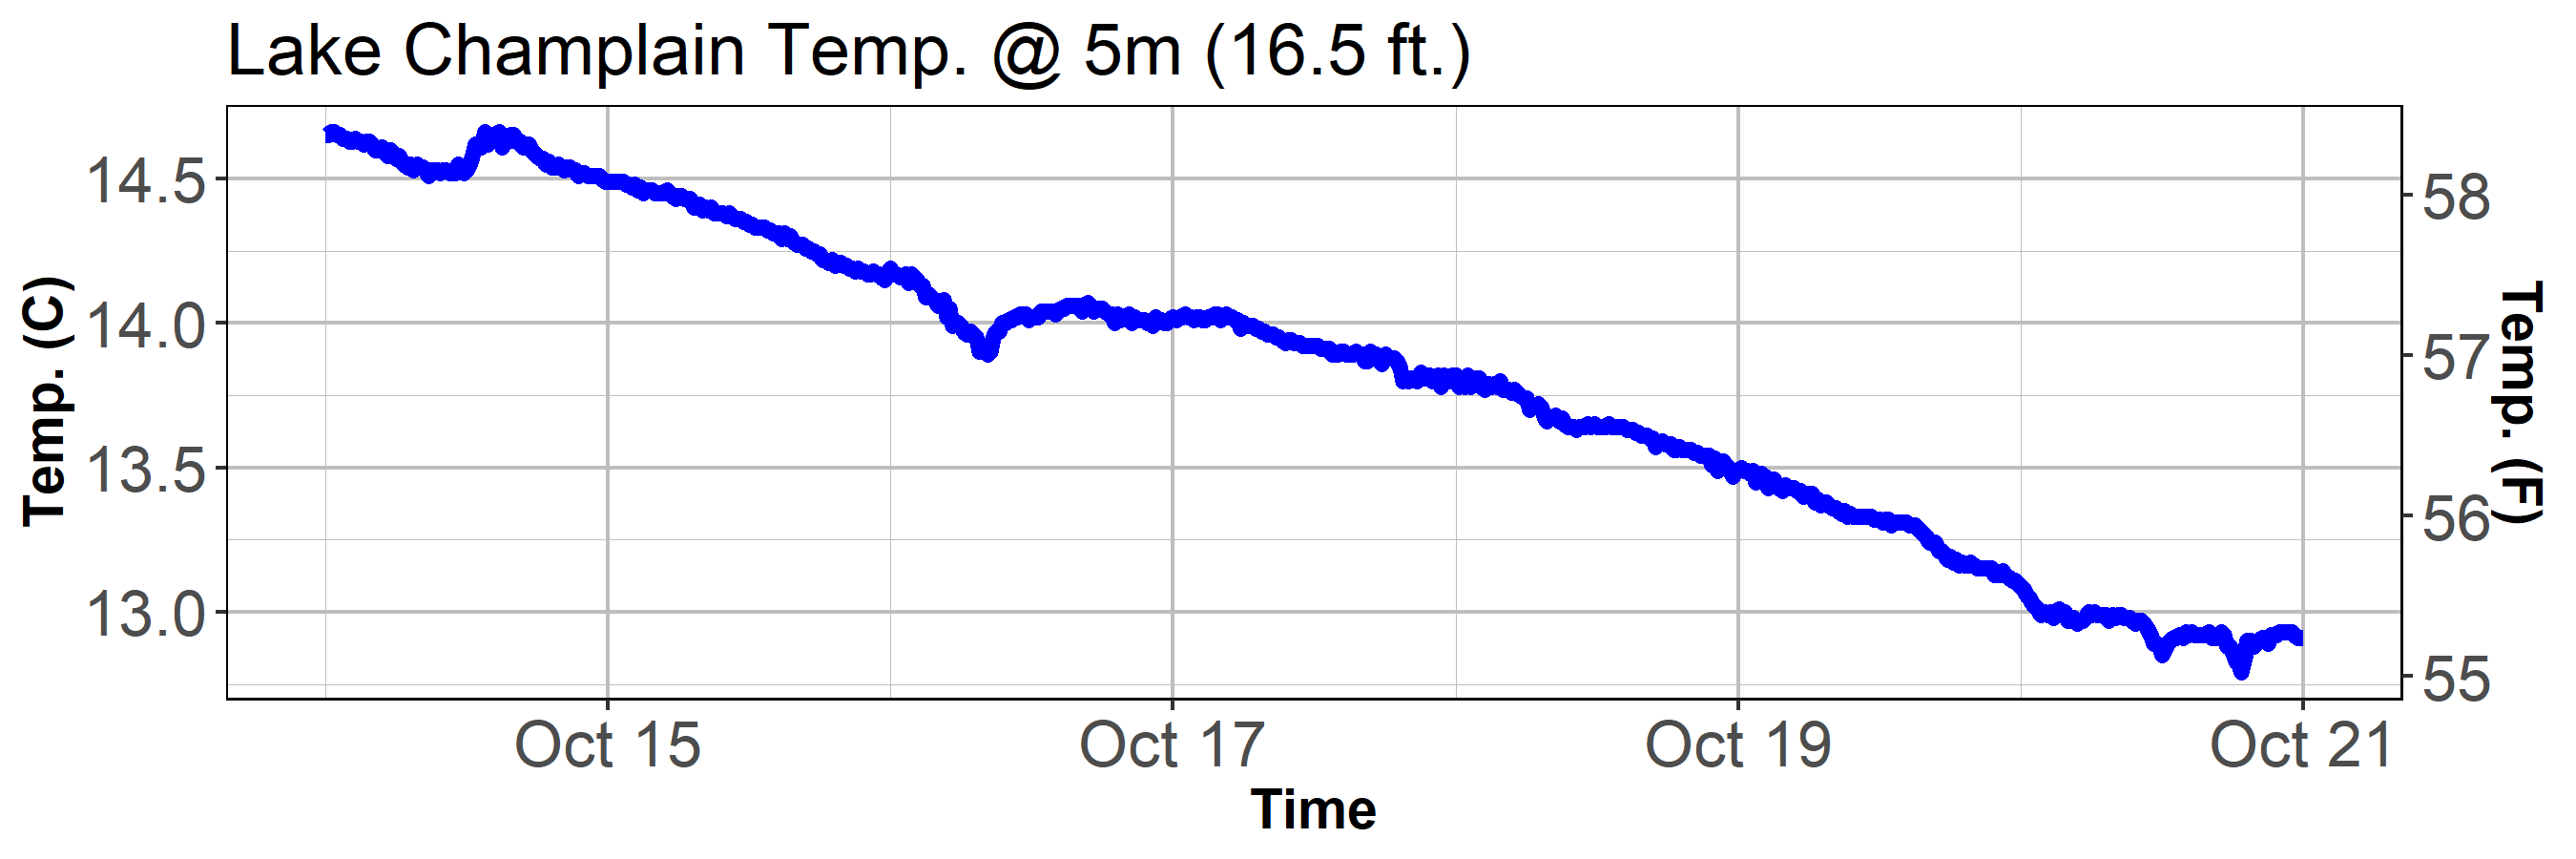 Lake Champlain Temp. @ 5m (16.5 ft.)
Temp. (C)
14.5
14.0
13.5
13.0
58
57
56
55
Temp. (F)
Oct 15 Oct 17 Oct 19 Oct 21
Time